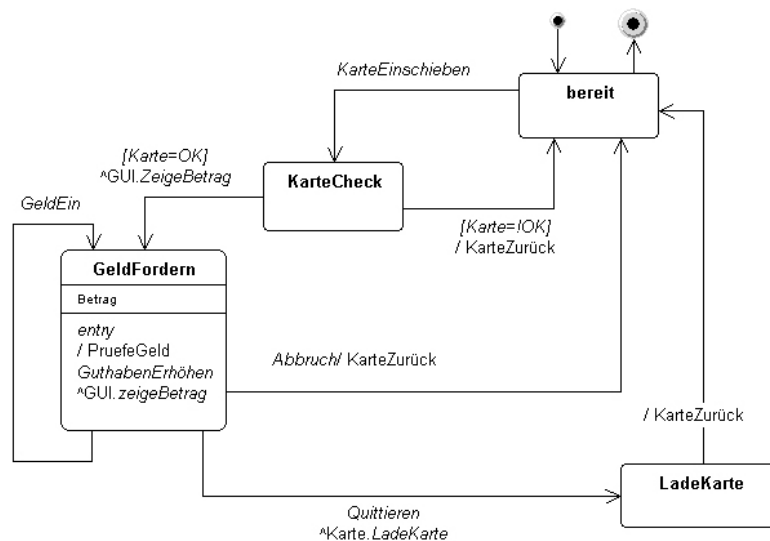 KarteEinschieben
bereit
[Karte=OK]
^GUI.ZeigeBetrag
KarteCheck
GeldEin
[Karte=!OK]
/ KarteZurück
GeldFordern
Betrag
entry
/ PruefeGeld
GuthabenErhöhen
^GUI.zeigeBetrag
Abbruch/ KarteZurück
/ KarteZurück
LadeKarte
Quittieren
^Karte.LadeKarte